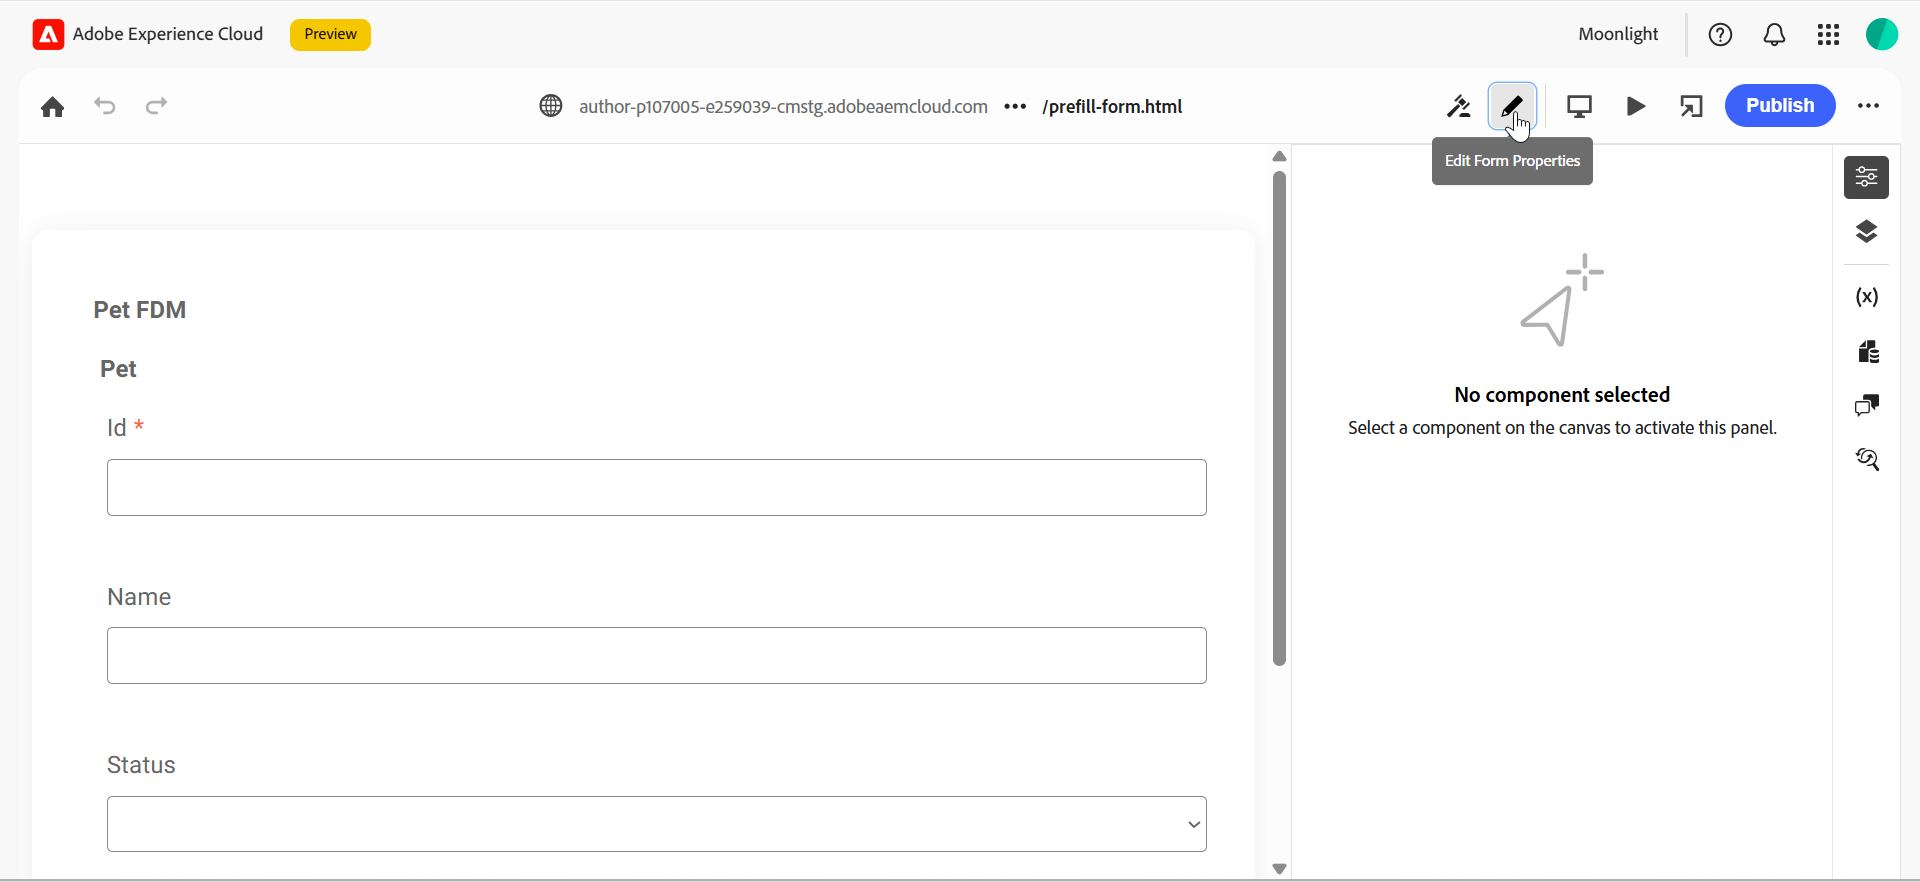 Adobe Experience Cloud
Preview
Moonlight
author-p107005-e259039-cmstg.adobeaemcloud.com ••• /prefill-form.html
Publish
Edit Form Properties
Pet FDM
Pet
Id *
Name
Status
(x)
No component selected
Select a component on the canvas to activate this panel.